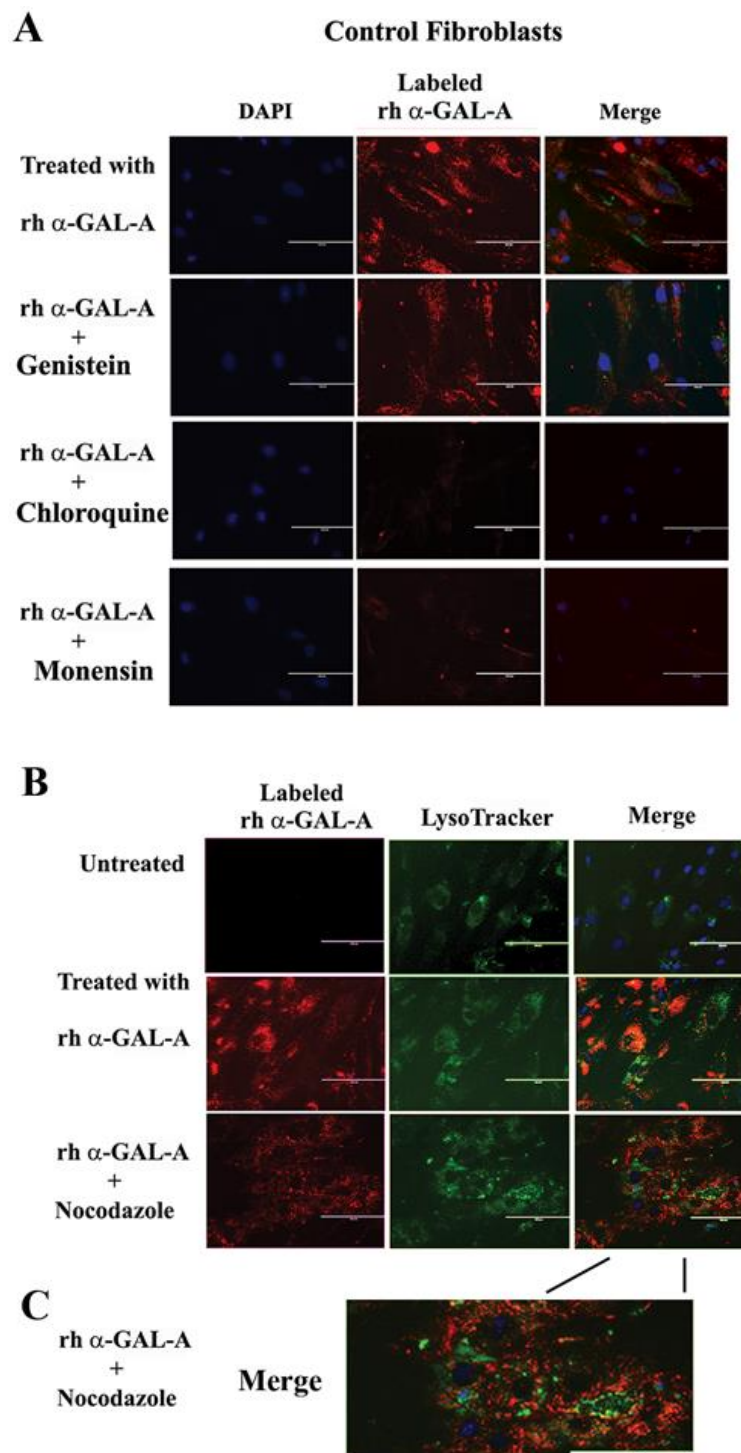 A
Control Fibroblasts
DAPI
Labeled
rh α-GAL-A
Merge
Treated with
rh α-GAL-A
rh α-GAL-A
+
Genistein
rh α-GAL-A
+
Chloroquine
rh α-GAL-A
+
Monensin
B
Labeled
rh α-GAL-A
LysoTracker
Merge
Untreated
Treated with
rh α-GAL-A
rh α-GAL-A
+
Nocodazole
C
rh α-GAL-A
+
Nocodazole
Merge